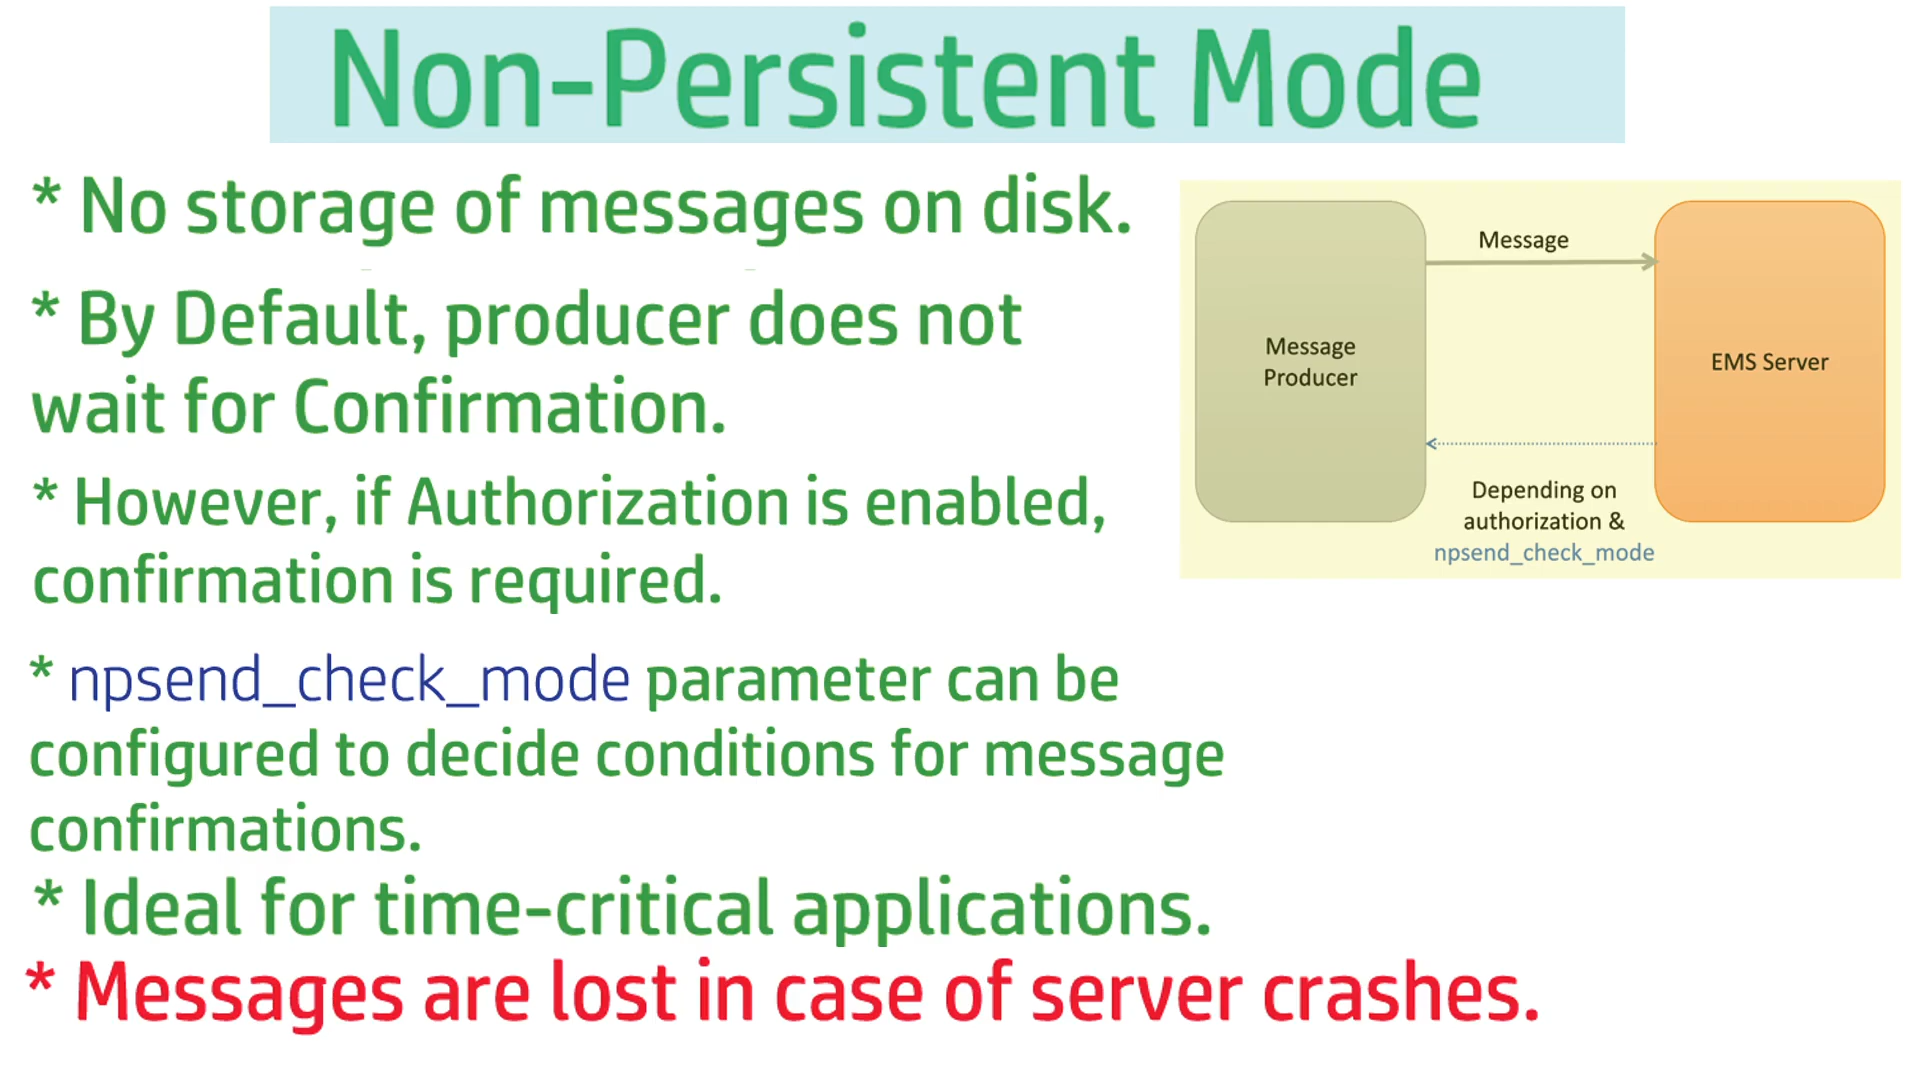 Non-Persistent Mode
* No storage of messages on disk.
* By Default, producer does not
wait for Confirmation.
* However, if Authorization is enabled,
confirmation is required.
* npsend_check_mode parameter can be
configured to decide conditions for message
confirmations.
* Ideal for time-critical applications.
* Messages are lost in case of server crashes.
Message
Producer
Message
EMS Server
Depending on
authorization &
npsend_check_mode